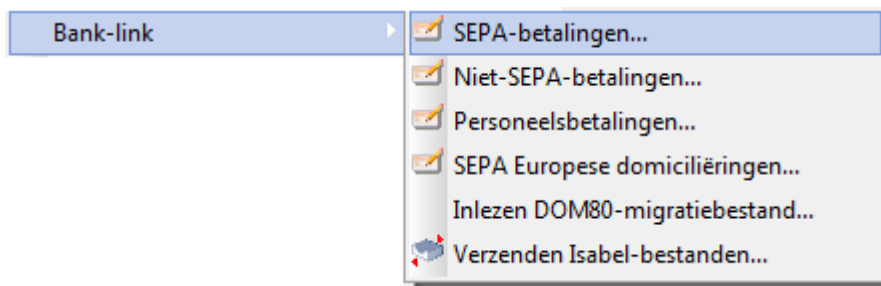 Bank-link
SEPA-betalingen...
Niet-SEPA-betalingen...
Personeelsbetalingen...
SEPA Europese domiciliëringen...
Inlezen DOM80-migratiebestand...
Verzenden Isabel-bestanden...